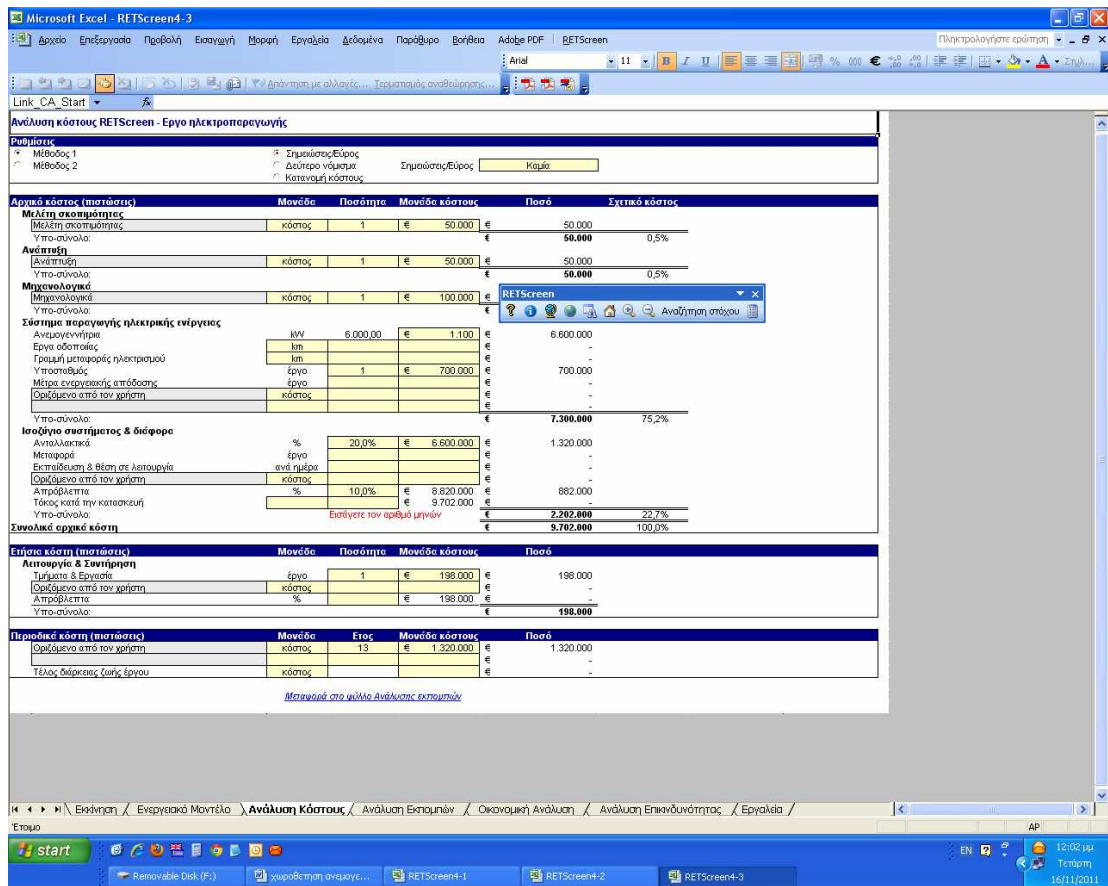 Microsoft Excel - RETScreen4-3
Αρχείο Επεξεργασία Προβολή Εισαγωγή Μορφή Εργαλεία Δεδομένα Παράθυρο Βοήθεια Adobe PDF RETScreen Πληκτρολογήστε ερώτηση
Arial 11 B I U % 000 € Στηλ...
Απάντηση με αλλαγές... Τερματισμός αναθεώρησης...
Link_CA_Start fx
Ανάλυση κόστους RETScreen - Εργο ηλεκτροπαραγωγής
Ρυθμίσεις
Μέθοδος 1 Σημειώσεις/Εύρος
Μέθοδος 2 Δεύτερο νόμισμα Σημειώσεις/Εύρος Καμία
Κατανομή κόστους
Αρχικό κόστος (πιστώσεις) Μονάδα Ποσότητα Μονάδα κόστους Ποσό Σχετικό κόστος
Μελέτη σκοπιμότητας
Μελέτη σκοπιμότητας κόστος 1 € 50.000 € 50.000
Υπο-σύνολο: € 50.000 0,5%
Ανάπτυξη
Ανάπτυξη κόστος 1 € 50.000 € 50.000
Υπο-σύνολο: € 50.000 0,5%
Μηχανολογικά
Μηχανολογικά κόστος 1 € 100.000 €
Υπο-σύνολο: €
RETScreen
Αναζήτηση στόχου
Σύστημα παραγωγής ηλεκτρικής ενέργειας
Ανεμογεννήτρια kW 6.000,00 € 1.100 € 6.600.000
Εργα οδοποιίας km € -
Γραμμή μεταφοράς ηλεκτρισμού km € -
Υποσταθμός έργο 1 € 700.000 € 700.000
Μέτρα ενεργειακής απόδοσης έργο € -
Οριζόμενο από τον χρήστη κόστος € -
€ -
Υπο-σύνολο: € 7.300.000 75,2%
Ισοζύγιο συστήματος & διάφορα
Ανταλλακτικά % 20,0% € 6.600.000 € 1.320.000
Μεταφορά έργο € -
Εκπαίδευση & θέση σε λειτουργία ανά ημέρα € -
Οριζόμενο από τον χρήστη κόστος € -
Απρόβλεπτα % 10,0% € 8.820.000 € 882.000
Τόκος κατά την κατασκευή € 9.702.000 € -
Υπο-σύνολο: Εισάγετε τον αριθμό μηνών € 2.202.000 22,7%
Συνολικά αρχικά κόστη € 9.702.000 100,0%
Ετήσια κόστη (πιστώσεις) Μονάδα Ποσότητα Μονάδα κόστους Ποσό
Λειτουργία & Συντήρηση
Τμήματα & Εργασία έργο 1 € 198.000 € 198.000
Οριζόμενο από τον χρήστη κόστος € -
Απρόβλεπτα % € 198.000 € -
Υπο-σύνολο: € 198.000
Περιοδικά κόστη (πιστώσεις) Μονάδα Ετος Μονάδα κόστους Ποσό
Οριζόμενο από τον χρήστη κόστος 13 € 1.320.000 € 1.320.000
€ -
Τέλος διάρκειας ζωής έργου κόστος € -
Μεταφορά στο φύλλο Ανάλυσης εκπομπών
Εκκίνηση Ενεργειακό Μοντέλο Ανάλυση Κόστους Ανάλυση Εκπομπών Οικονομική Ανάλυση Ανάλυση Επικινδυνότητας Εργαλεία
Έτοιμο AP
start EN 12:02 μμ
Removable Disk (F:) χωροθετηση ανεμογε... RETScreen4-1 RETScreen4-2 RETScreen4-3 Τετάρτη
16/11/2011